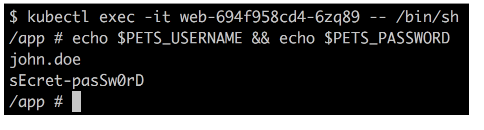 $ kubectl exec -it web-694f958cd4-6zq89 -- /bin/sh
/app # echo $PETS_USERNAME && echo $PETS_PASSWORD
john.doe
sEcret-pasSw0rD
/app #